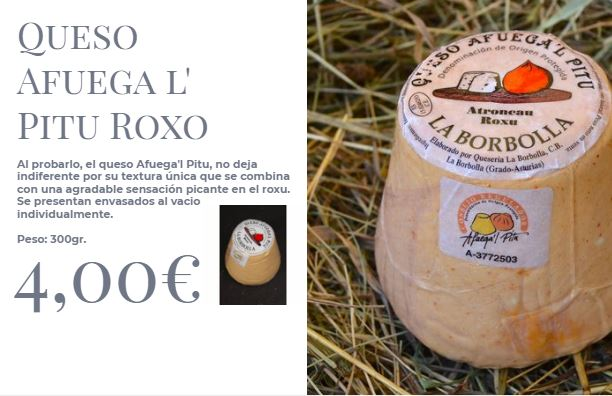 Queso
Afuega l'
Pitu Roxo
Al probarlo, el queso Afuega'l Pitu, no deja
indiferente por su textura única que se combina
con una agradable sensación picante en el roxu.
Se presentan envasados al vacio
individualmente.
Peso: 300gr.
4,00€
QUESO AFUEGA'L PITU
Denominación de Origen Protegida
Atroncau
Roxu
LA BORBOLLA
Elaborado por Quesería La Borbolla, C.B.
La Borbolla (Grado-Asturias)
CONSEJO REGULADOR
Afuega'l Pitu
A-3772503